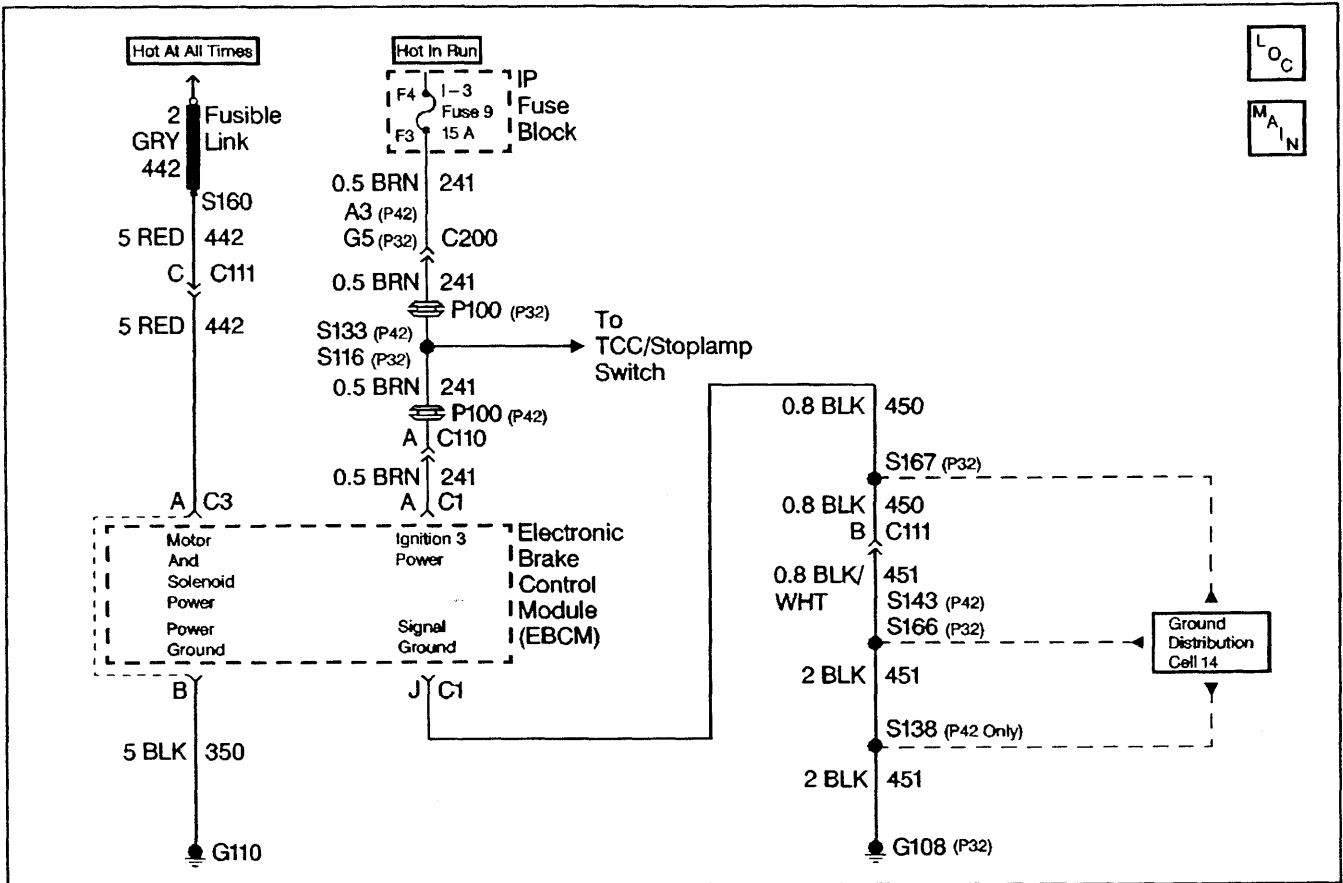 Hot At All Times
2 Fusible
GRY Link
442
S160
5 RED 442
C C111
5 RED 442
A C3
Hot In Run
F4 I-3
Fuse 9
F3 15 A
IP
Fuse
Block
0.5 BRN 241
A3 (P42)
G5 (P32) C200
0.5 BRN 241
P100 (P32)
S133 (P42)
S116 (P32)
To
TCC/Stoplamp
Switch
0.5 BRN 241
P100 (P42)
A C110
0.5 BRN 241
A C1
Motor
And
Solenoid
Power
Power
Ground
Ignition 3
Power
Signal
Ground
Electronic
Brake
Control
Module
(EBCM)
B
J C1
5 BLK 350
G110
0.8 BLK 450
S167 (P32)
0.8 BLK 450
B C111
0.8 BLK/ 451
WHT
S143 (P42)
S166 (P32)
2 BLK 451
S138 (P42 Only)
2 BLK 451
G108 (P32)
Ground
Distribution
Cell 14
LOC
MAIN